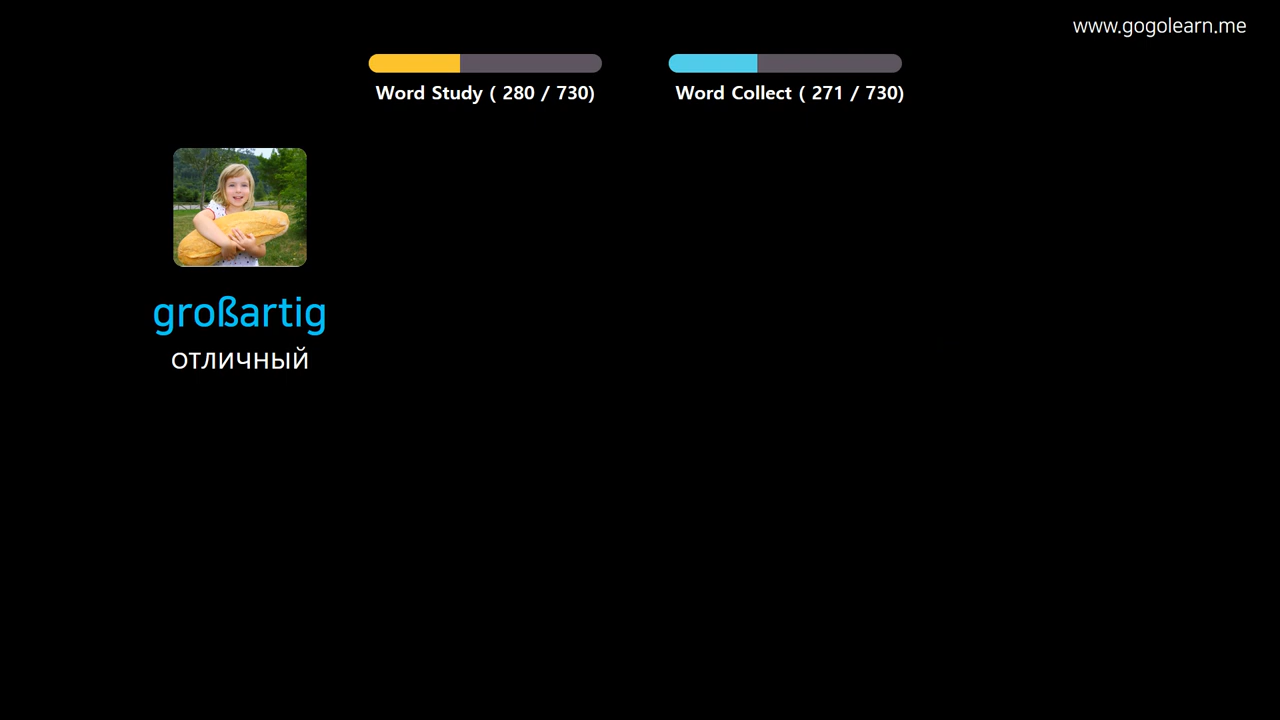 www.gogolearn.me
Word Study ( 280 / 730)
Word Collect ( 271 / 730)
großartig
отличный